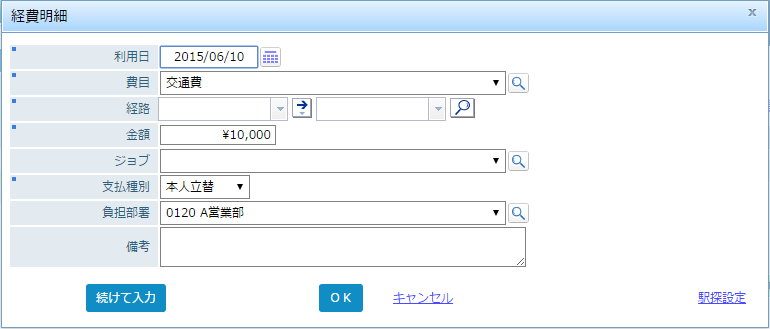 経費明細 x
利用日 2015/06/10
費目 交通費
経路
金額 ¥10,000
ジョブ
支払種別 本人立替
負担部署 0120 A営業部
備考
続けて入力 OK キャンセル 駅探設定